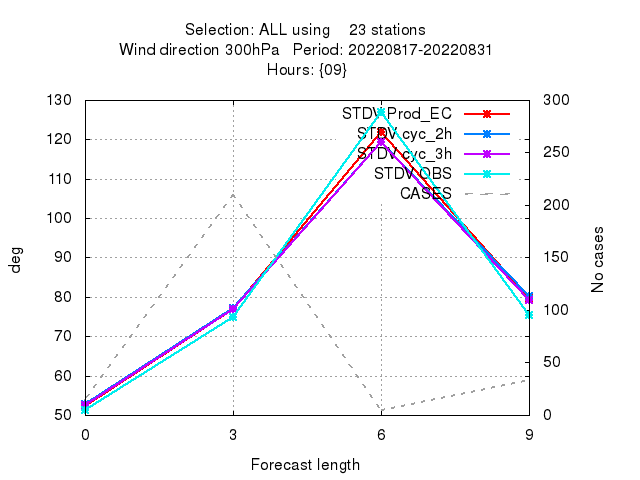 Selection: ALL using    23 stations
Wind direction 300hPa   Period: 20220817-20220831
Hours: {09}
130
120
110
100
90
80
70
60
50
300
250
200
150
100
50
0
STDV Prod_EC
STDV cyc_2h
STDV cyc_3h
STDV OBS
CASES
deg
No cases
0
3
6
9
Forecast length